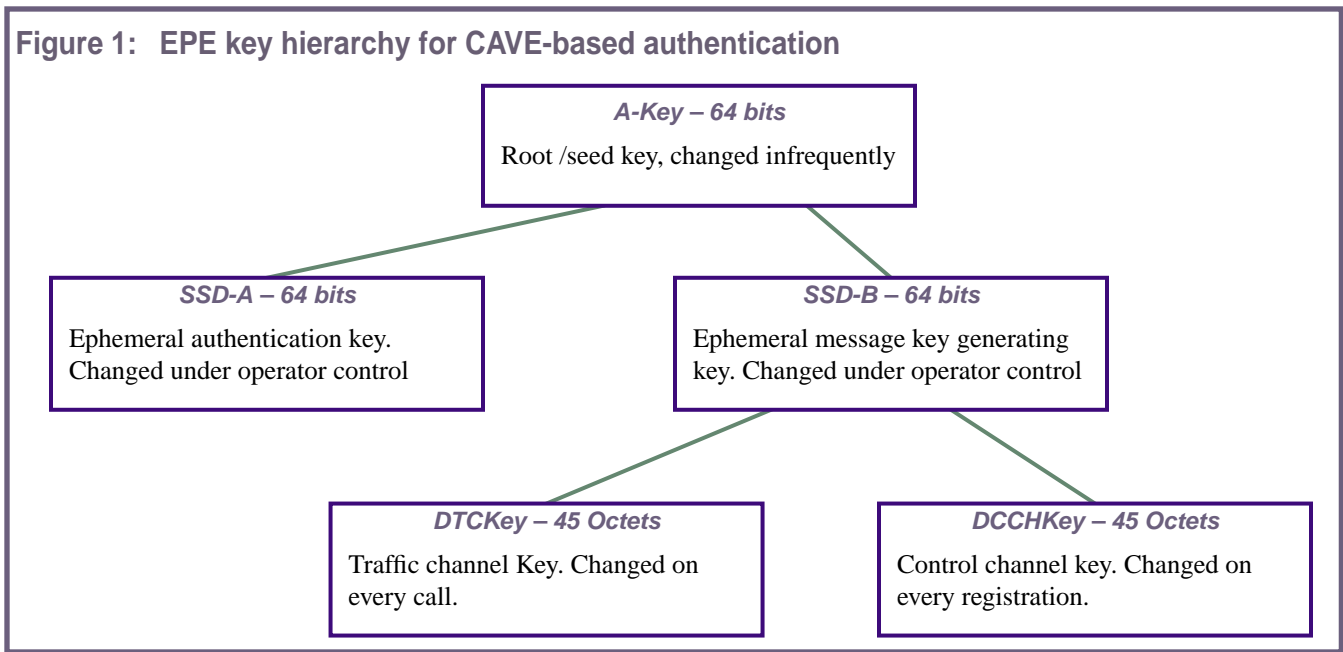 Figure 1: EPE key hierarchy for CAVE-based authentication
A-Key – 64 bits
Root /seed key, changed infrequently
SSD-A – 64 bits
Ephemeral authentication key.
Changed under operator control
SSD-B – 64 bits
Ephemeral message key generating
key. Changed under operator control
DTCKey – 45 Octets
Traffic channel Key. Changed on
every call.
DCCHKey – 45 Octets
Control channel key. Changed on
every registration.